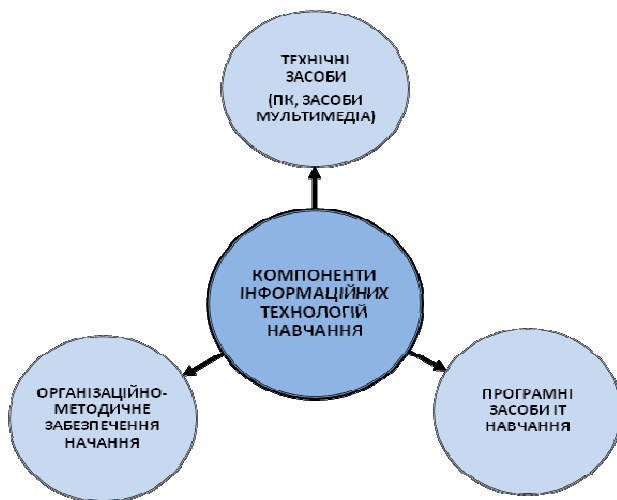 ТЕХНІЧНІ
ЗАСОБИ
(ПК, ЗАСОБИ
МУЛЬТИМЕДІА)
КОМПОНЕНТИ
ІНФОРМАЦІЙНИХ
ТЕХНОЛОГІЙ
НАВЧАННЯ
ОРГАНІЗАЦІЙНО-
МЕТОДИЧНЕ
ЗАБЕЗПЕЧЕННЯ
НАЧАННЯ
ПРОГРАМНІ
ЗАСОБИ ІТ
НАВЧАННЯ